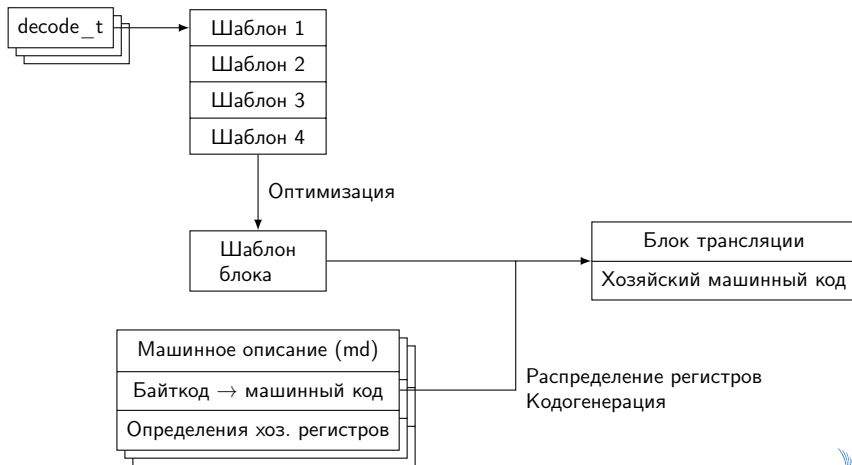 decode_t
Шаблон 1
Шаблон 2
Шаблон 3
Шаблон 4
Оптимизация
Шаблон
блока
Блок трансляции
Хозяйский машинный код
Машинное описание (md)
Байткод → машинный код
Определения хоз. регистров
Распределение регистров
Кодогенерация